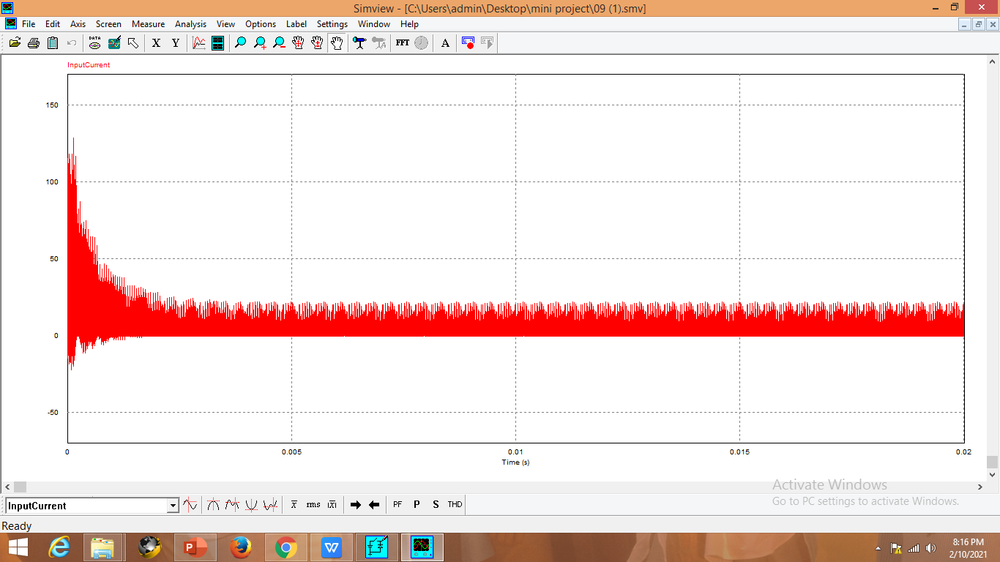 Simview - [C:\Users\admin\Desktop\mini project\09 (1).smv]
File Edit Axis Screen Measure Analysis View Options Label Settings Window Help
DATA X Y FFT A
InputCurrent
150
100
50
0
-50
0 0.005 0.01 0.015 0.02
Time (s)
Activate Windows
Go to PC settings to activate Windows.
InputCurrent x rms |x| PF P S THD
Ready
8:16 PM
2/10/2021